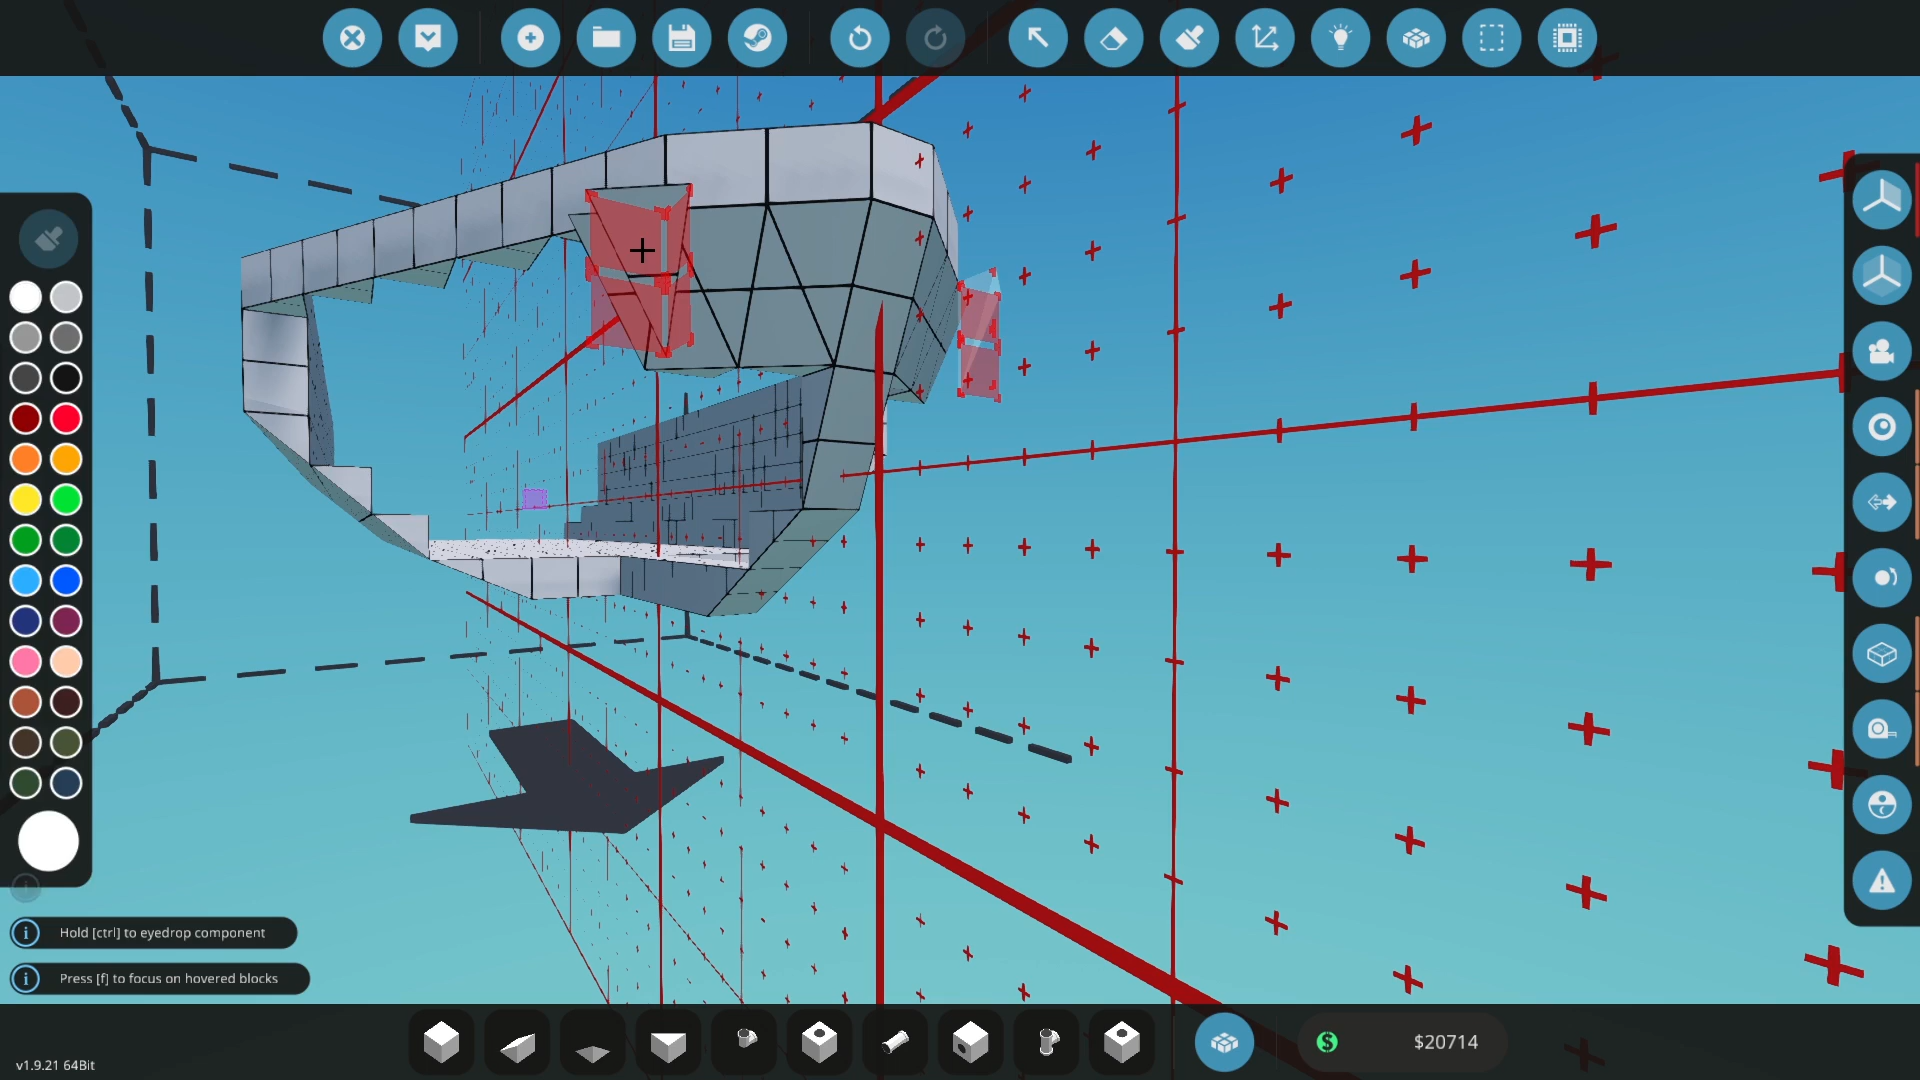 Hold [ctrl] to eyedrop component
Press [f] to focus on hovered blocks
$20714
v1.9.21 64Bit